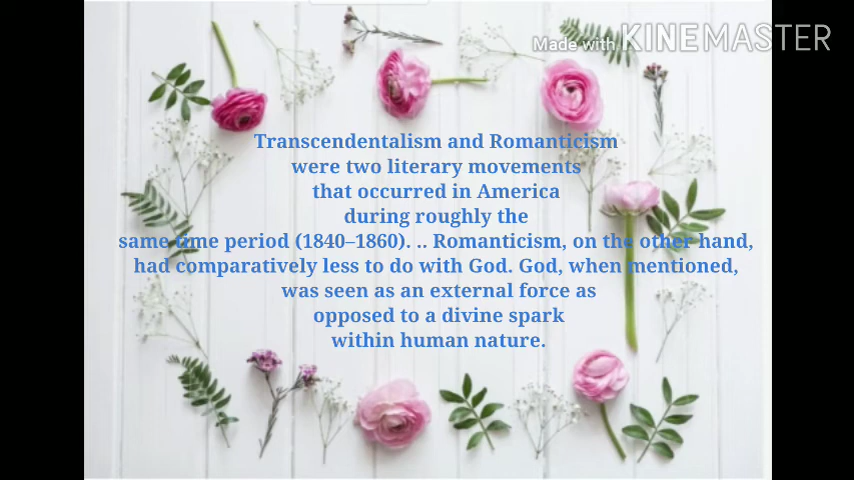 Made with KINEMASTER
Transcendentalism and Romanticism
were two literary movements
that occurred in America
during roughly the
same time period (1840–1860). .. Romanticism, on the other hand,
had comparatively less to do with God. God, when mentioned,
was seen as an external force as
opposed to a divine spark
within human nature.